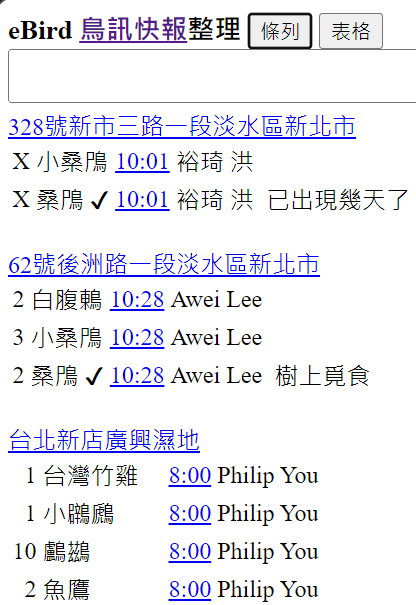 eBird 鳥訊快報整理 條列 表格
328號新市三路一段淡水區新北市
X 小桑鳲 10:01 裕琦 洪
X 桑鳲 ✔ 10:01 裕琦 洪 已出現幾天了
62號後洲路一段淡水區新北市
2 白腹鶇 10:28 Awei Lee
3 小桑鳲 10:28 Awei Lee
2 桑鳲 ✔ 10:28 Awei Lee 樹上覓食
台北新店廣興濕地
1 台灣竹雞 8:00 Philip You
1 小鸊鷉 8:00 Philip You
10 鸕鷀 8:00 Philip You
2 魚鷹 8:00 Philip You